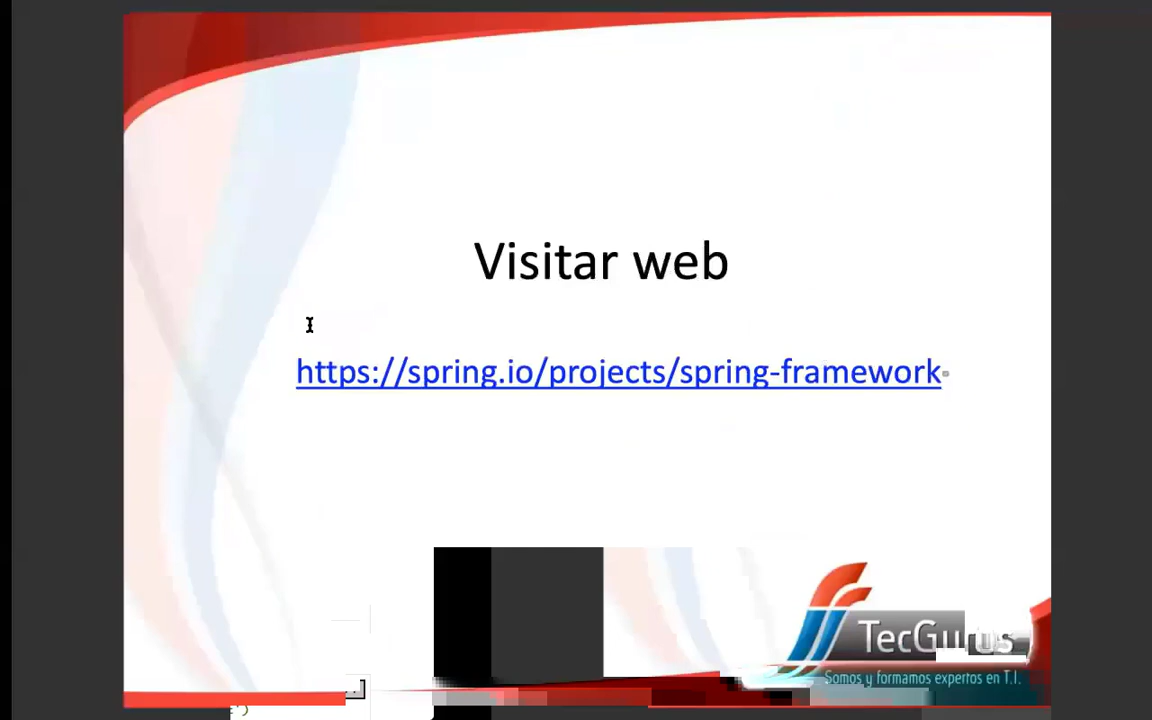 Visitar web
https://spring.io/projects/spring-framework
TecGurus
Somos y formamos expertos en T.I.